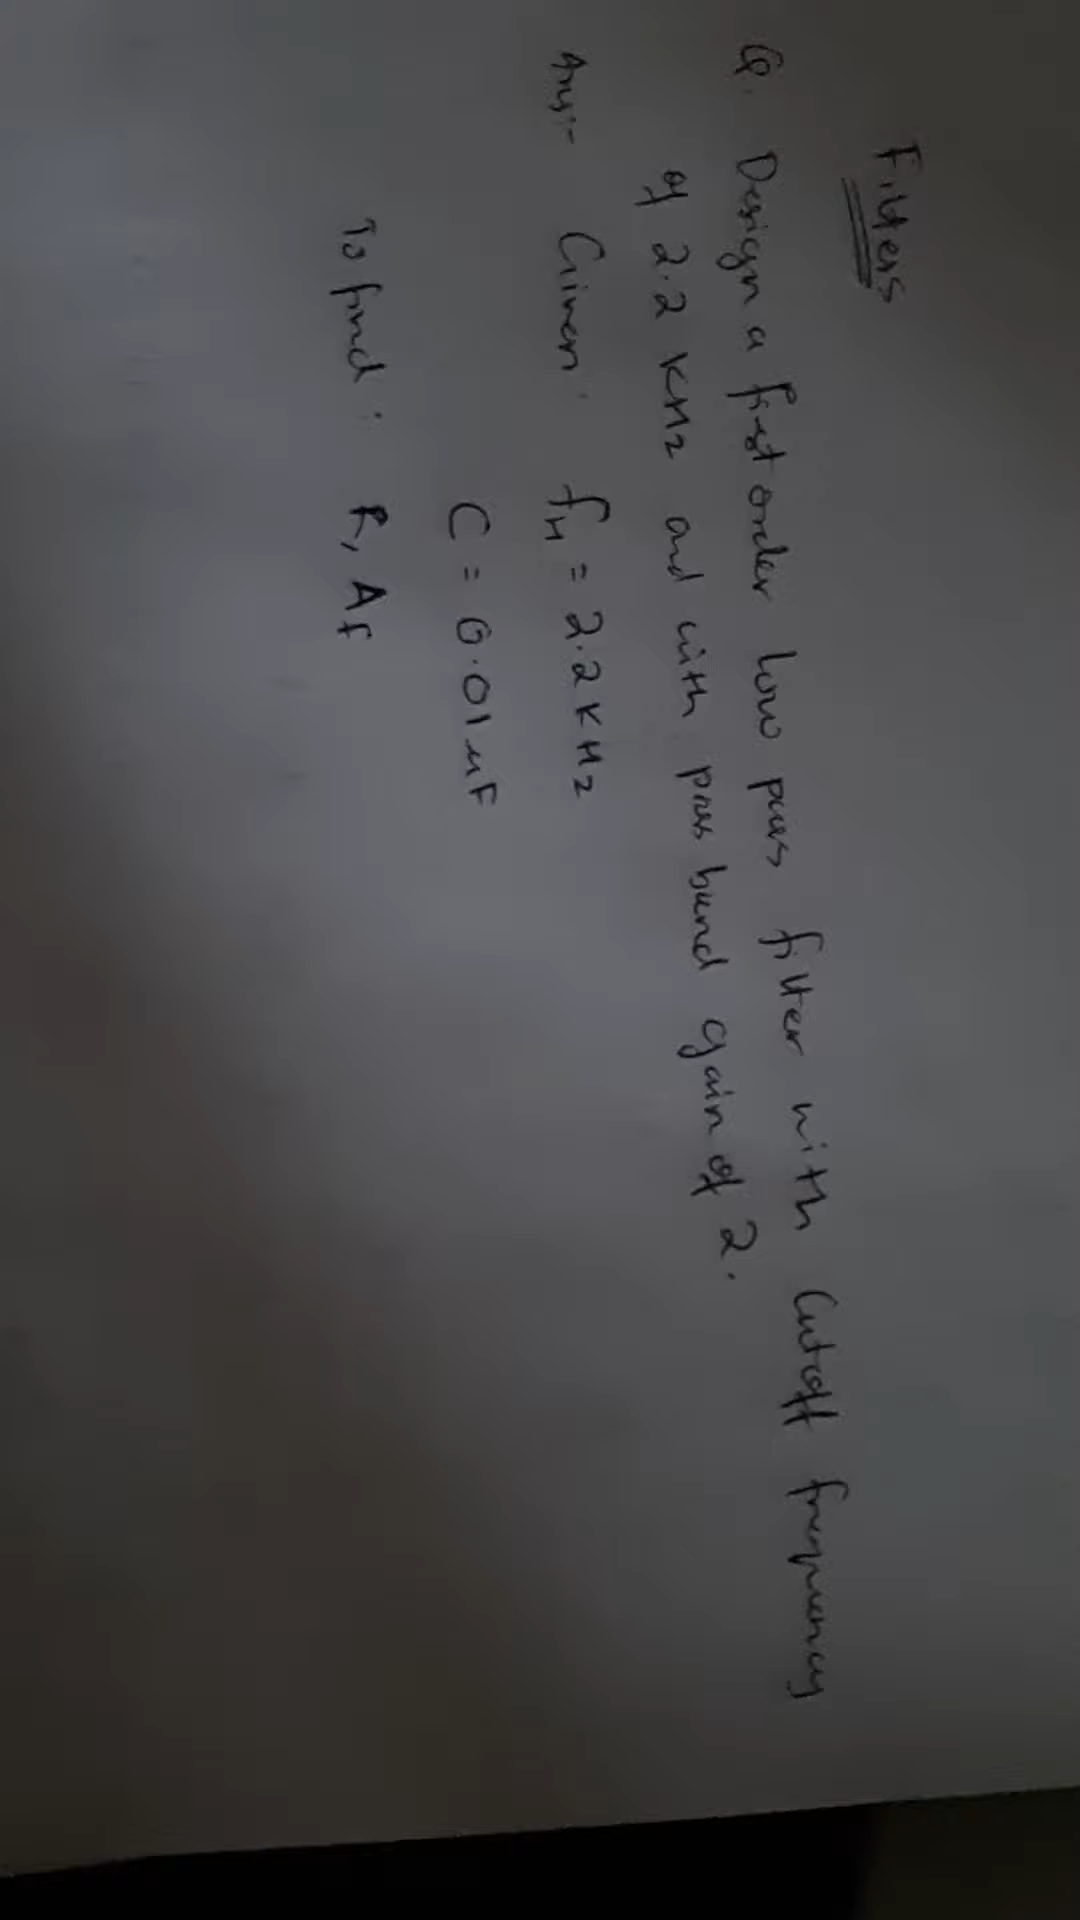 Filters
Q. Design a first order low pass filter with Cutoff frequency
of 2.2 KHz and with pass band gain of 2.
Ans:- Given: fH = 2.2 KHz
C = 0.01 μF
To find: R, Af